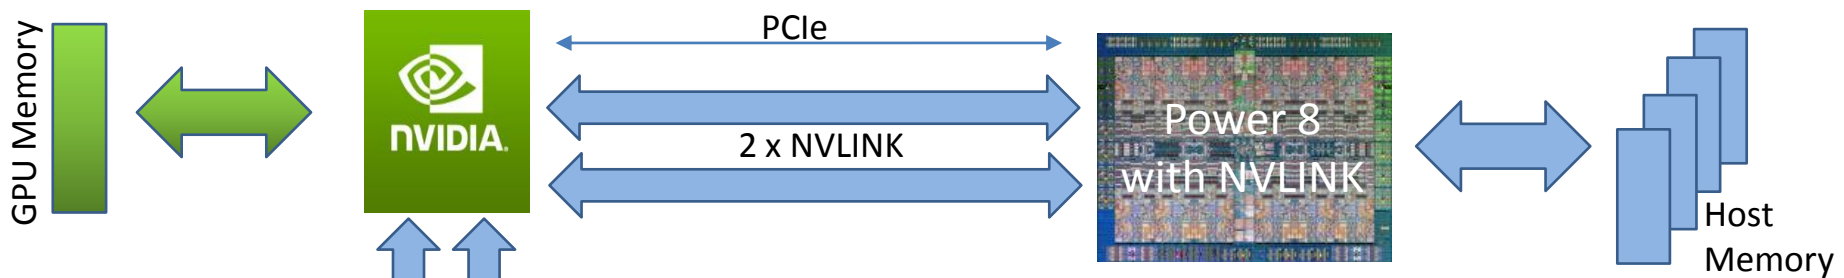 GPU Memory
NVIDIA.
PCIe
2 x NVLINK
Power 8
with NVLINK
Host
Memory